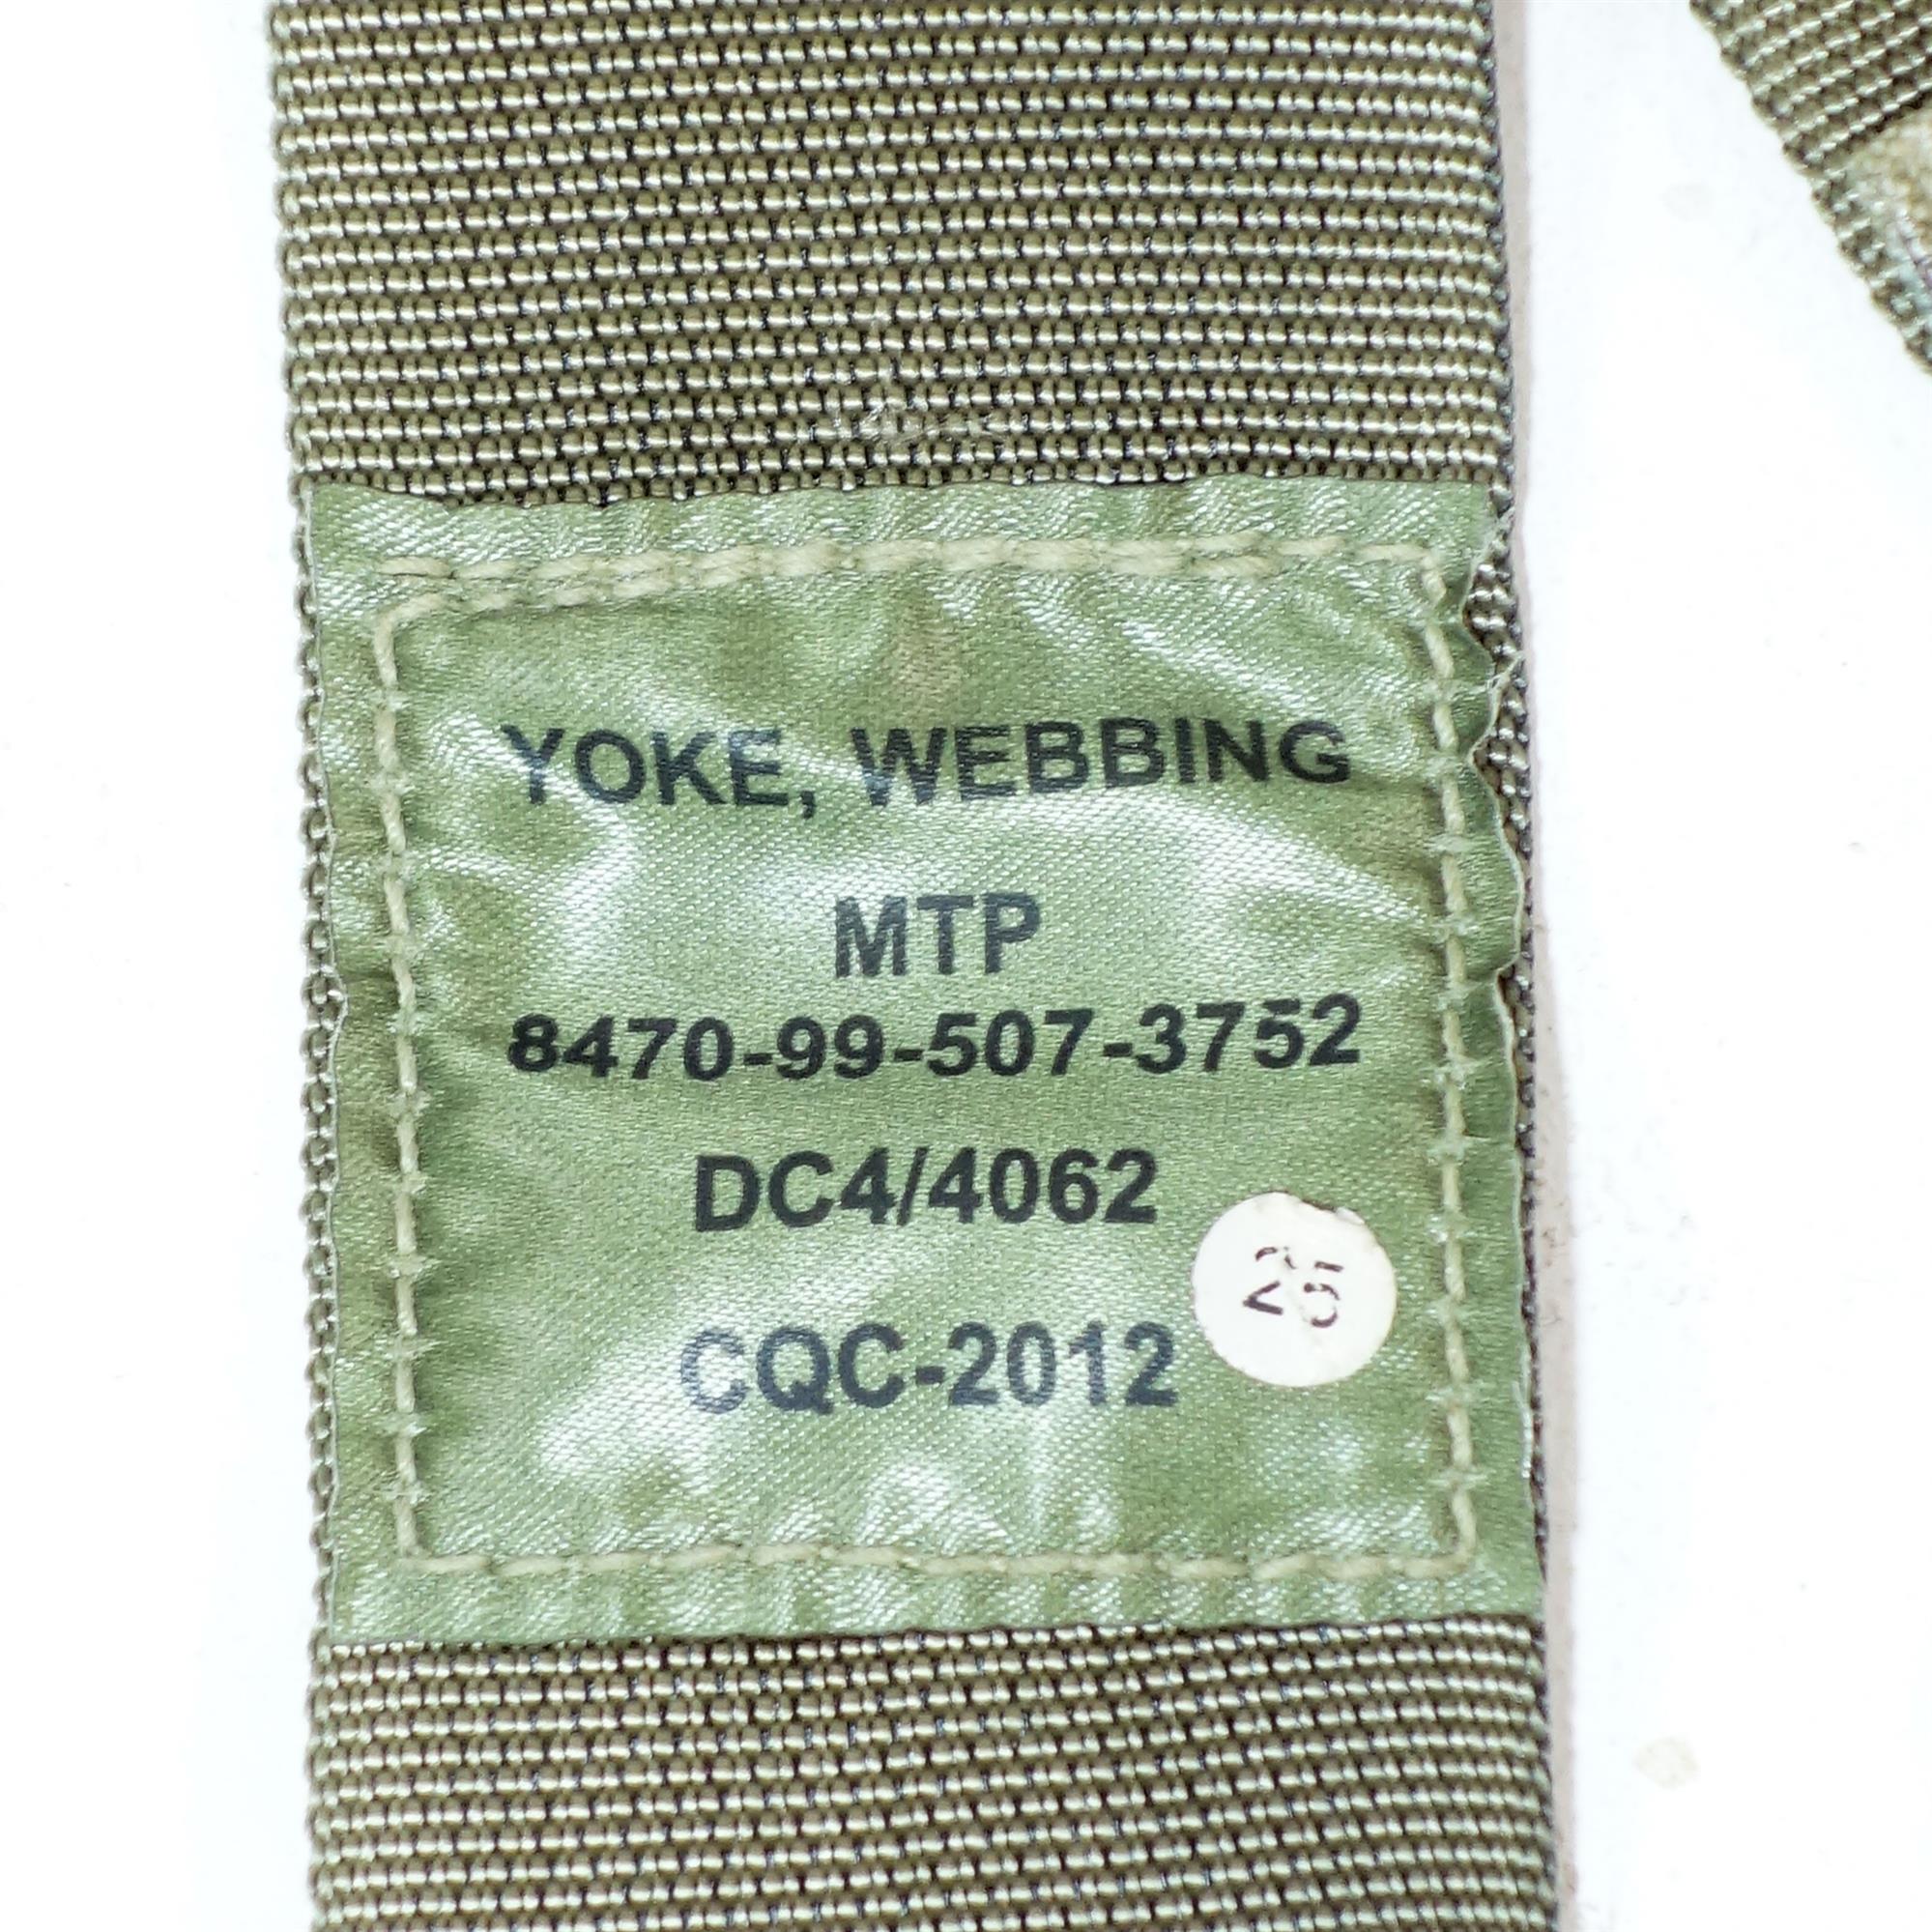 YOKE, WEBBING
MTP
8470-99-507-3752
DC4/4062
25
CQC-2012